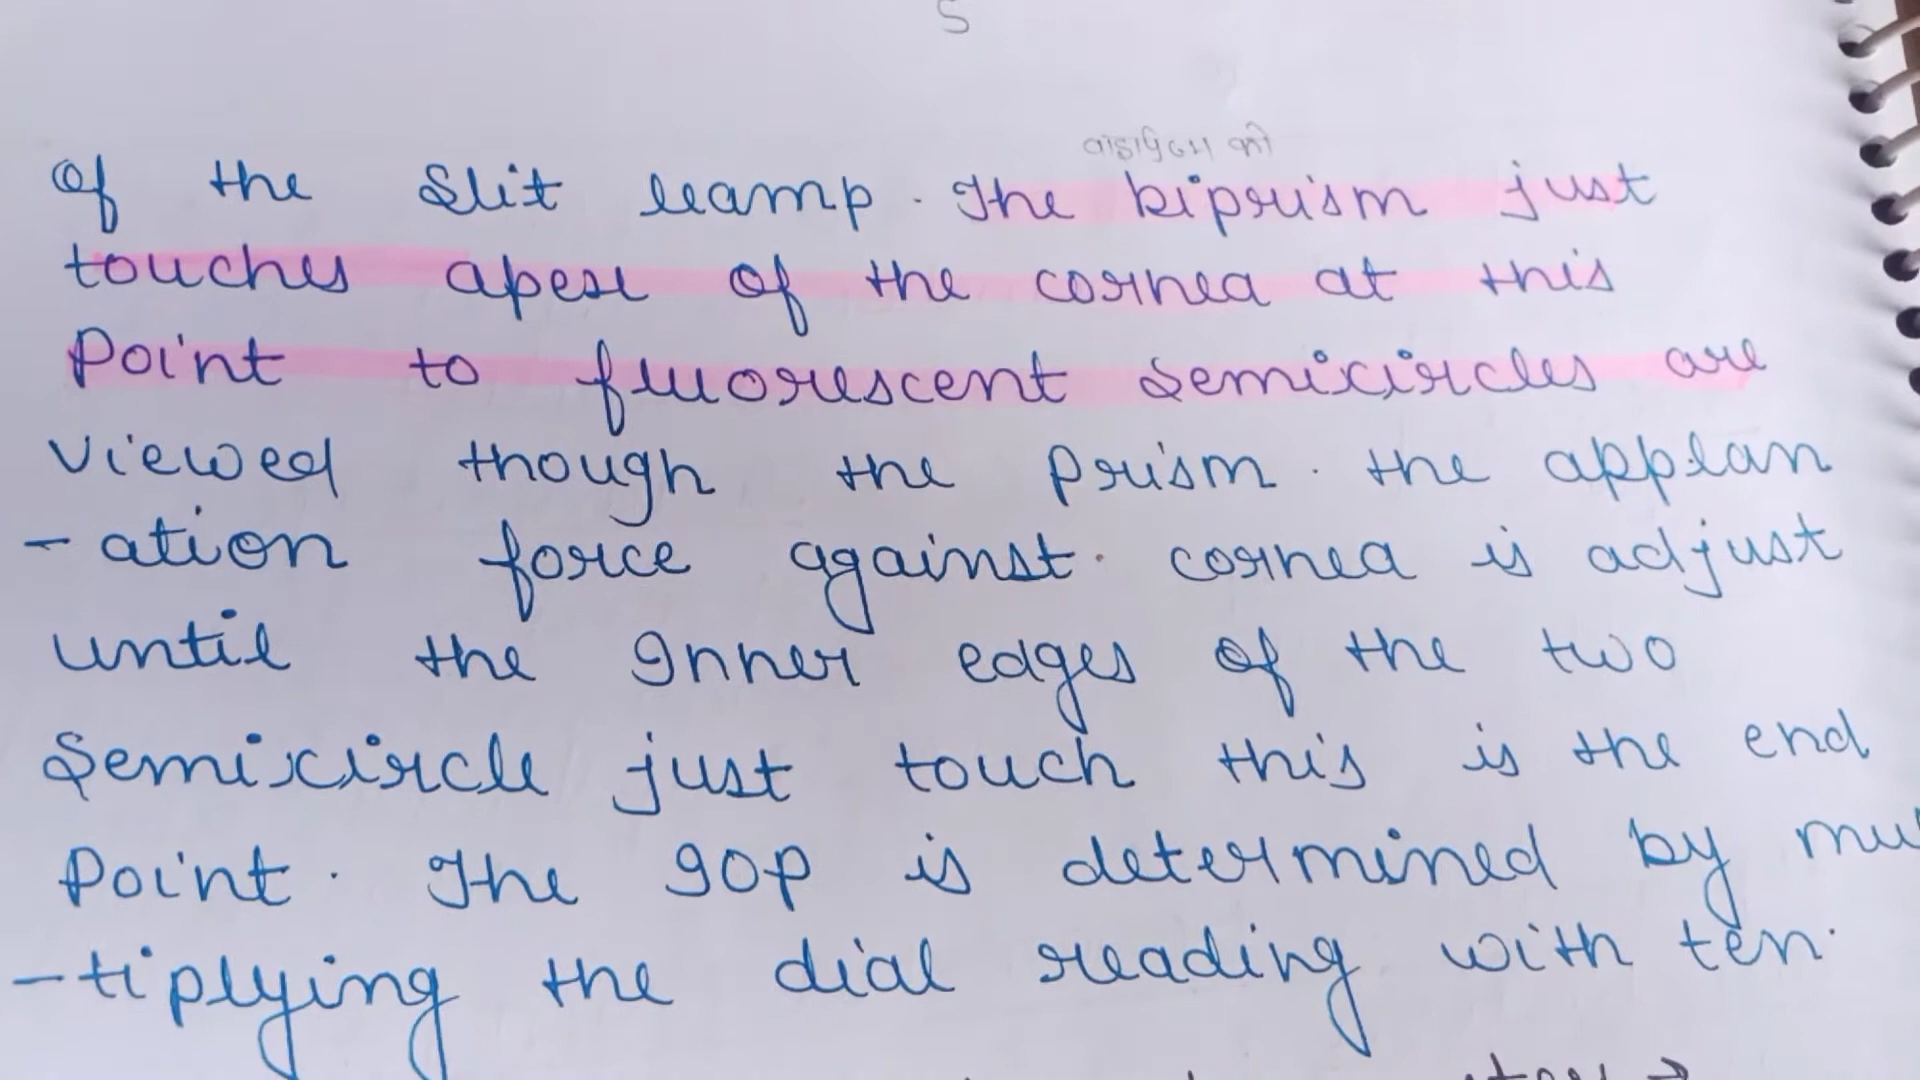 5
of the slit leamp. The biprism just
touches apex of the cornea at this
Point to fluorescent semicircles are
viewed though the prism. the applan
-ation force against. cornea is adjust
until the Inner edges of the two
Semicircle just touch this is the end
Point. The IOP is determined by mul
-tiplying the dial reading with ten.